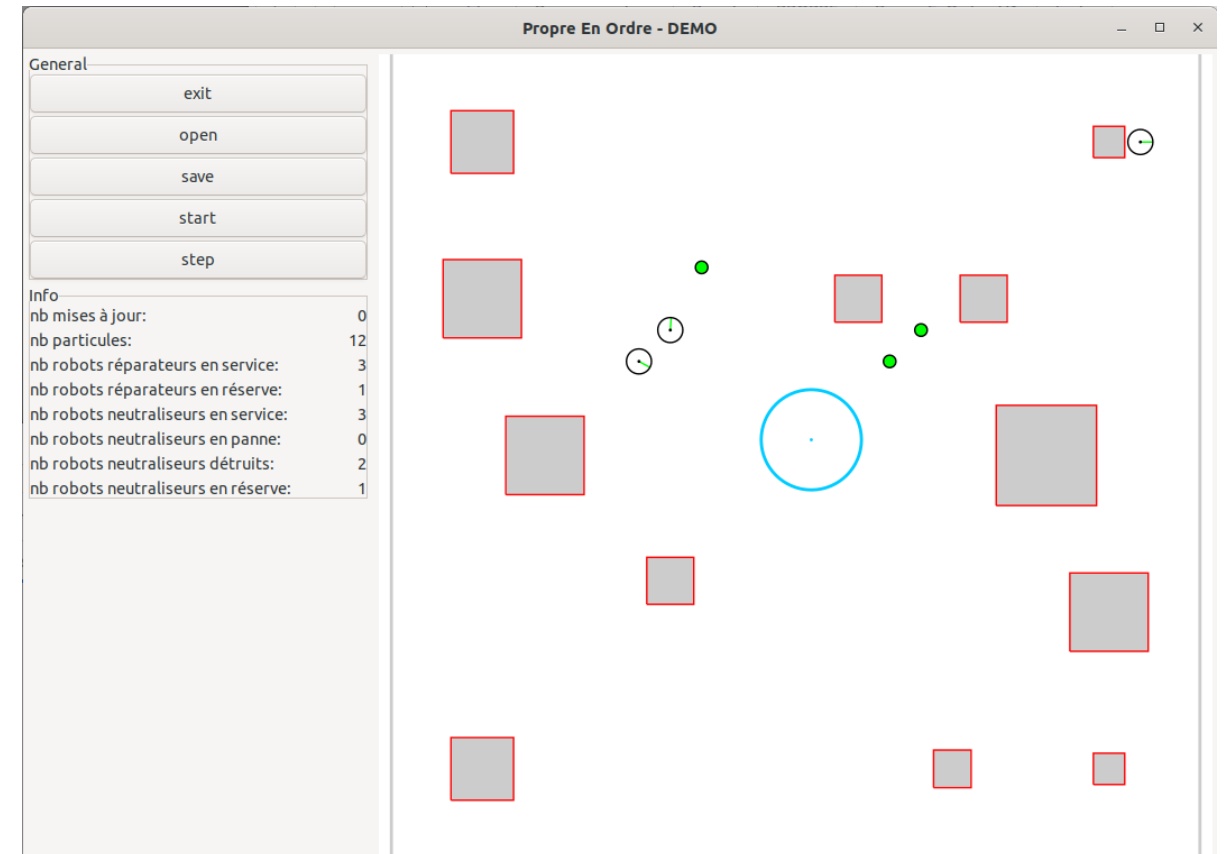 Propre En Ordre - DEMO
General
exit
open
save
start
step
Info
nb mises à jour: 0
nb particules: 12
nb robots réparateurs en service: 3
nb robots réparateurs en réserve: 1
nb robots neutraliseurs en service: 3
nb robots neutraliseurs en panne: 0
nb robots neutraliseurs détruits: 2
nb robots neutraliseurs en réserve: 1